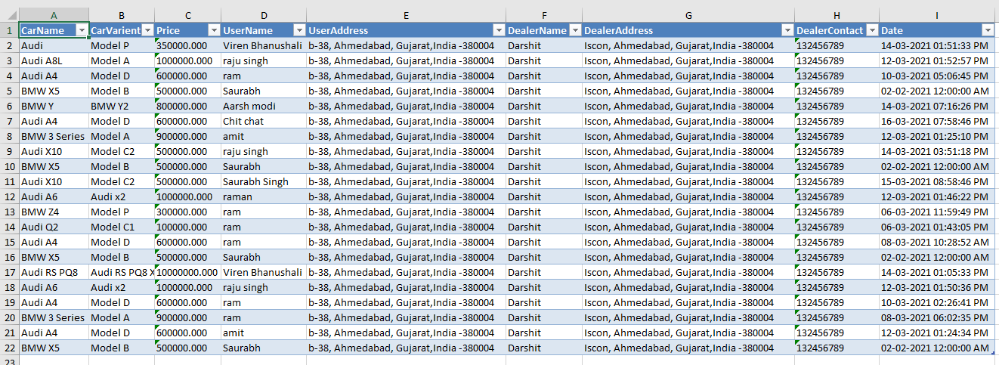 A B C D E F G H I
1 CarName CarVarient Price UserName UserAddress DealerName DealerAddress DealerContact Date
2 Audi Model P 350000.000 Viren Bhanushali b-38, Ahmedabad, Gujarat,India -380004 Darshit Iscon, Ahmedabad, Gujarat,India -380004 132456789 14-03-2021 01:51:33 PM
3 Audi A8L Model A 1000000.000 raju singh b-38, Ahmedabad, Gujarat,India -380004 Darshit Iscon, Ahmedabad, Gujarat,India -380004 132456789 12-03-2021 01:52:57 PM
4 Audi A4 Model D 600000.000 ram b-38, Ahmedabad, Gujarat,India -380004 Darshit Iscon, Ahmedabad, Gujarat,India -380004 132456789 10-03-2021 05:06:45 PM
5 BMW X5 Model B 500000.000 Saurabh b-38, Ahmedabad, Gujarat,India -380004 Darshit Iscon, Ahmedabad, Gujarat,India -380004 132456789 02-02-2021 12:00:00 AM
6 BMW Y BMW Y2 800000.000 Aarsh modi b-38, Ahmedabad, Gujarat,India -380004 Darshit Iscon, Ahmedabad, Gujarat,India -380004 132456789 14-03-2021 07:16:26 PM
7 Audi A4 Model D 600000.000 Chit chat b-38, Ahmedabad, Gujarat,India -380004 Darshit Iscon, Ahmedabad, Gujarat,India -380004 132456789 16-03-2021 07:58:46 PM
8 BMW 3 Series Model A 900000.000 amit b-38, Ahmedabad, Gujarat,India -380004 Darshit Iscon, Ahmedabad, Gujarat,India -380004 132456789 12-03-2021 01:25:10 PM
9 Audi X10 Model C2 500000.000 raju singh b-38, Ahmedabad, Gujarat,India -380004 Darshit Iscon, Ahmedabad, Gujarat,India -380004 132456789 14-03-2021 03:51:18 PM
10 BMW X5 Model B 500000.000 Saurabh b-38, Ahmedabad, Gujarat,India -380004 Darshit Iscon, Ahmedabad, Gujarat,India -380004 132456789 02-02-2021 12:00:00 AM
11 Audi X10 Model C2 500000.000 Saurabh Singh b-38, Ahmedabad, Gujarat,India -380004 Darshit Iscon, Ahmedabad, Gujarat,India -380004 132456789 15-03-2021 08:58:46 PM
12 Audi A6 Audi x2 1000000.000 raman b-38, Ahmedabad, Gujarat,India -380004 Darshit Iscon, Ahmedabad, Gujarat,India -380004 132456789 12-03-2021 01:46:22 PM
13 BMW Z4 Model P 300000.000 ram b-38, Ahmedabad, Gujarat,India -380004 Darshit Iscon, Ahmedabad, Gujarat,India -380004 132456789 06-03-2021 11:59:49 PM
14 Audi Q2 Model C1 100000.000 ram b-38, Ahmedabad, Gujarat,India -380004 Darshit Iscon, Ahmedabad, Gujarat,India -380004 132456789 06-03-2021 01:43:05 PM
15 Audi A4 Model D 600000.000 ram b-38, Ahmedabad, Gujarat,India -380004 Darshit Iscon, Ahmedabad, Gujarat,India -380004 132456789 08-03-2021 10:28:52 AM
16 BMW X5 Model B 500000.000 Saurabh b-38, Ahmedabad, Gujarat,India -380004 Darshit Iscon, Ahmedabad, Gujarat,India -380004 132456789 02-02-2021 12:00:00 AM
17 Audi RS PQ8 Audi RS PQ8 X 10000000.000 Viren Bhanushali b-38, Ahmedabad, Gujarat,India -380004 Darshit Iscon, Ahmedabad, Gujarat,India -380004 132456789 14-03-2021 01:05:33 PM
18 Audi A6 Audi x2 1000000.000 raju singh b-38, Ahmedabad, Gujarat,India -380004 Darshit Iscon, Ahmedabad, Gujarat,India -380004 132456789 12-03-2021 01:50:36 PM
19 Audi A4 Model D 600000.000 ram b-38, Ahmedabad, Gujarat,India -380004 Darshit Iscon, Ahmedabad, Gujarat,India -380004 132456789 10-03-2021 02:26:41 PM
20 BMW 3 Series Model A 900000.000 ram b-38, Ahmedabad, Gujarat,India -380004 Darshit Iscon, Ahmedabad, Gujarat,India -380004 132456789 08-03-2021 06:02:35 PM
21 Audi A4 Model D 600000.000 amit b-38, Ahmedabad, Gujarat,India -380004 Darshit Iscon, Ahmedabad, Gujarat,India -380004 132456789 12-03-2021 01:24:34 PM
22 BMW X5 Model B 500000.000 Saurabh b-38, Ahmedabad, Gujarat,India -380004 Darshit Iscon, Ahmedabad, Gujarat,India -380004 132456789 02-02-2021 12:00:00 AM
23